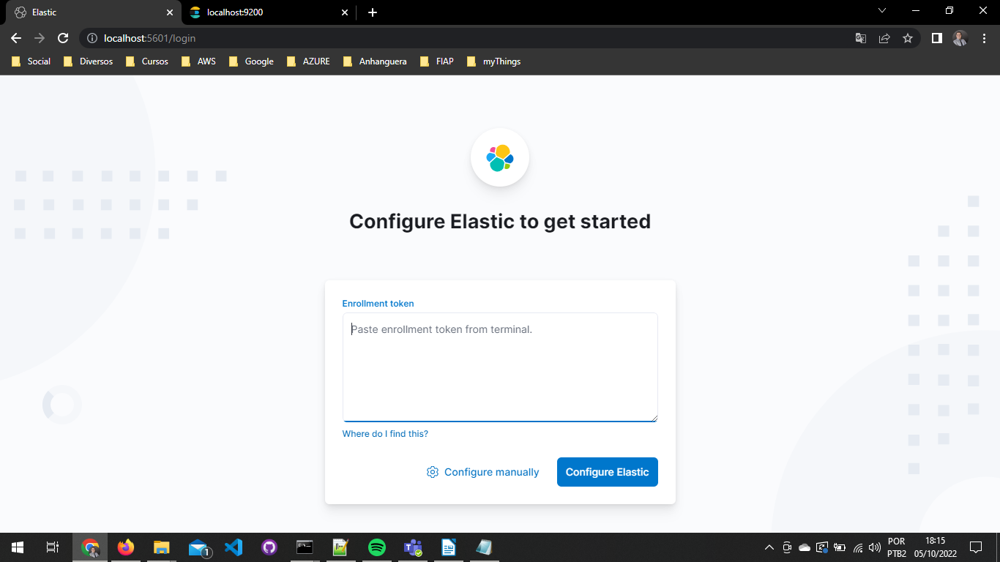 Elastic
localhost:9200
localhost:5601/login
Social
Diversos
Cursos
AWS
Google
AZURE
Anhanguera
FIAP
myThings
Configure Elastic to get started
Enrollment token
Paste enrollment token from terminal.
Where do I find this?
Configure manually
Configure Elastic
1
POR
PTB2
18:15
05/10/2022